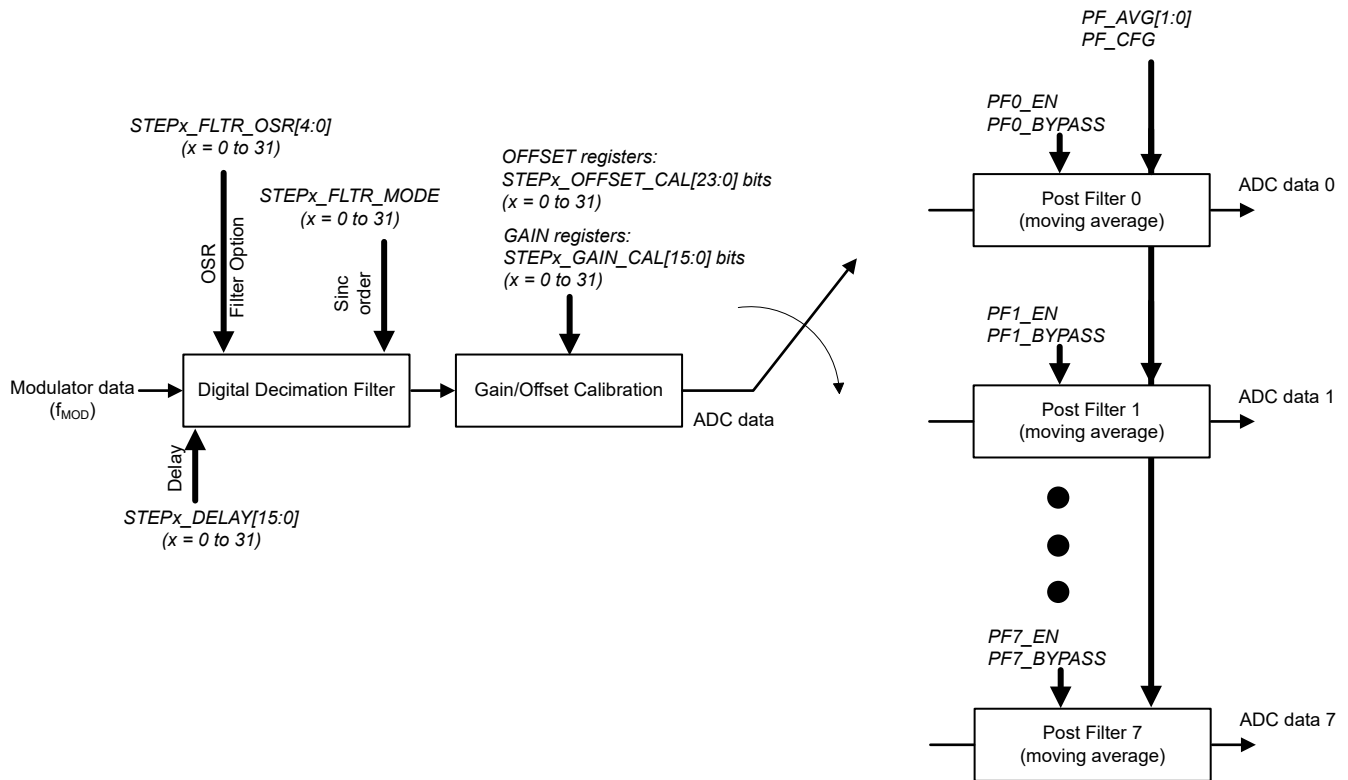 STEPx_FLTR_OSR[4:0]
(x = 0 to 31)
OSR
Filter Option
STEPx_FLTR_MODE
(x = 0 to 31)
Sinc
order
Modulator data
(fMOD)
Digital Decimation Filter
Delay
STEPx_DELAY[15:0]
(x = 0 to 31)
OFFSET registers:
STEPx_OFFSET_CAL[23:0] bits
(x = 0 to 31)
GAIN registers:
STEPx_GAIN_CAL[15:0] bits
(x = 0 to 31)
Gain/Offset Calibration
ADC data
PF_AVG[1:0]
PF_CFG
PF0_EN
PF0_BYPASS
Post Filter 0
(moving average)
ADC data 0
PF1_EN
PF1_BYPASS
Post Filter 1
(moving average)
ADC data 1
PF7_EN
PF7_BYPASS
Post Filter 7
(moving average)
ADC data 7